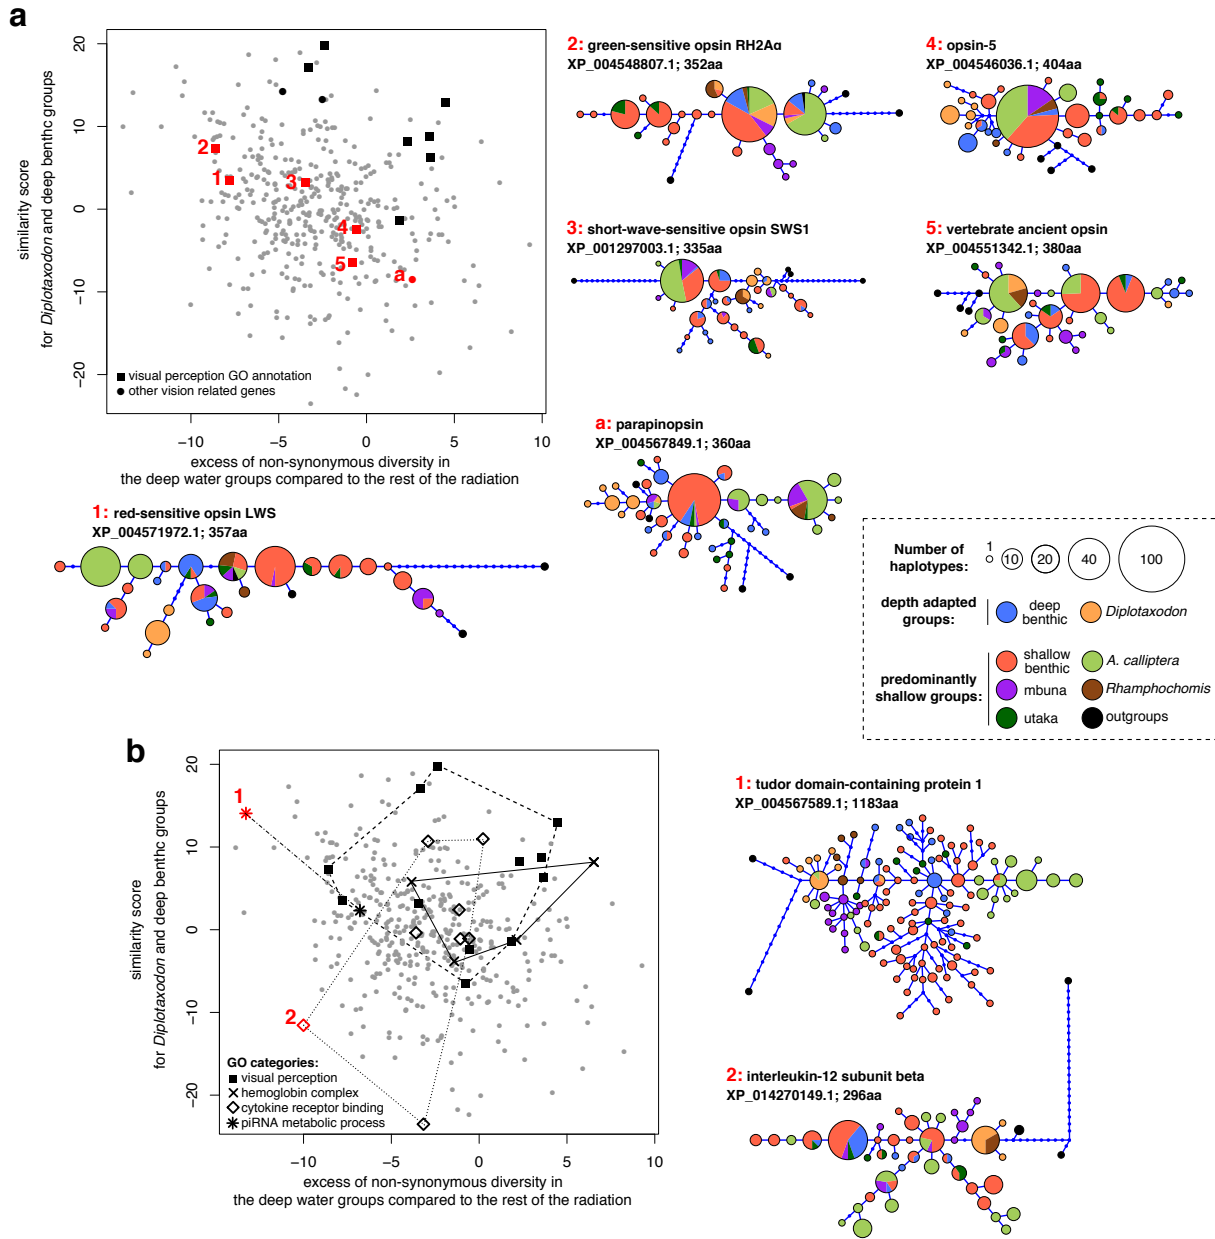 a
20
10
0
−10
−20
similarity score
for Diplotaxodon and deep benthc groups
2
1
3
4
5
a
visual perception GO annotation
other vision related genes
−10
−5
0
5
10
excess of non-synonymous diversity in
the deep water groups compared to the rest of the radiation
2: green-sensitive opsin RH2Aα
XP_004548807.1; 352aa
4: opsin-5
XP_004546036.1; 404aa
3: short-wave-sensitive opsin SWS1
XP_001297003.1; 335aa
5: vertebrate ancient opsin
XP_004551342.1; 380aa
a: parapinopsin
XP_004567849.1; 360aa
1: red-sensitive opsin LWS
XP_004571972.1; 357aa
Number of
haplotypes:
1
10
20
40
100
depth adapted
groups:
deep
benthic
Diplotaxodon
predominantly
shallow groups:
shallow
benthic
A. calliptera
mbuna
Rhamphochomis
utaka
outgroups
b
20
10
0
−10
−20
similarity score
for Diplotaxodon and deep benthc groups
1
2
GO categories:
visual perception
hemoglobin complex
cytokine receptor binding
piRNA metabolic process
−10
−5
0
5
10
excess of non-synonymous diversity in
the deep water groups compared to the rest of the radiation
1: tudor domain-containing protein 1
XP_004567589.1; 1183aa
2: interleukin-12 subunit beta
XP_014270149.1; 296aa